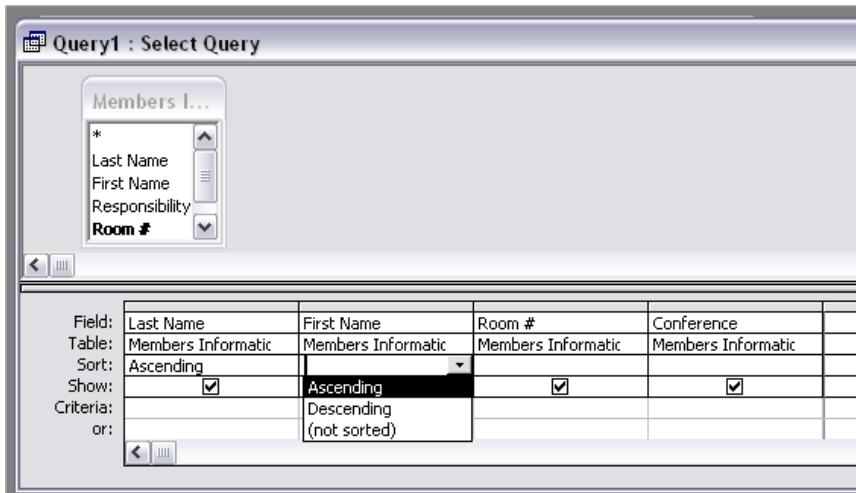 Query1 : Select Query
Members I...
*
Last Name
First Name
Responsibility
Room #
Field: Last Name First Name Room # Conference
Table: Members Informatic Members Informatic Members Informatic Members Informatic
Sort: Ascending
Show: Ascending
Criteria: Descending
or: (not sorted)